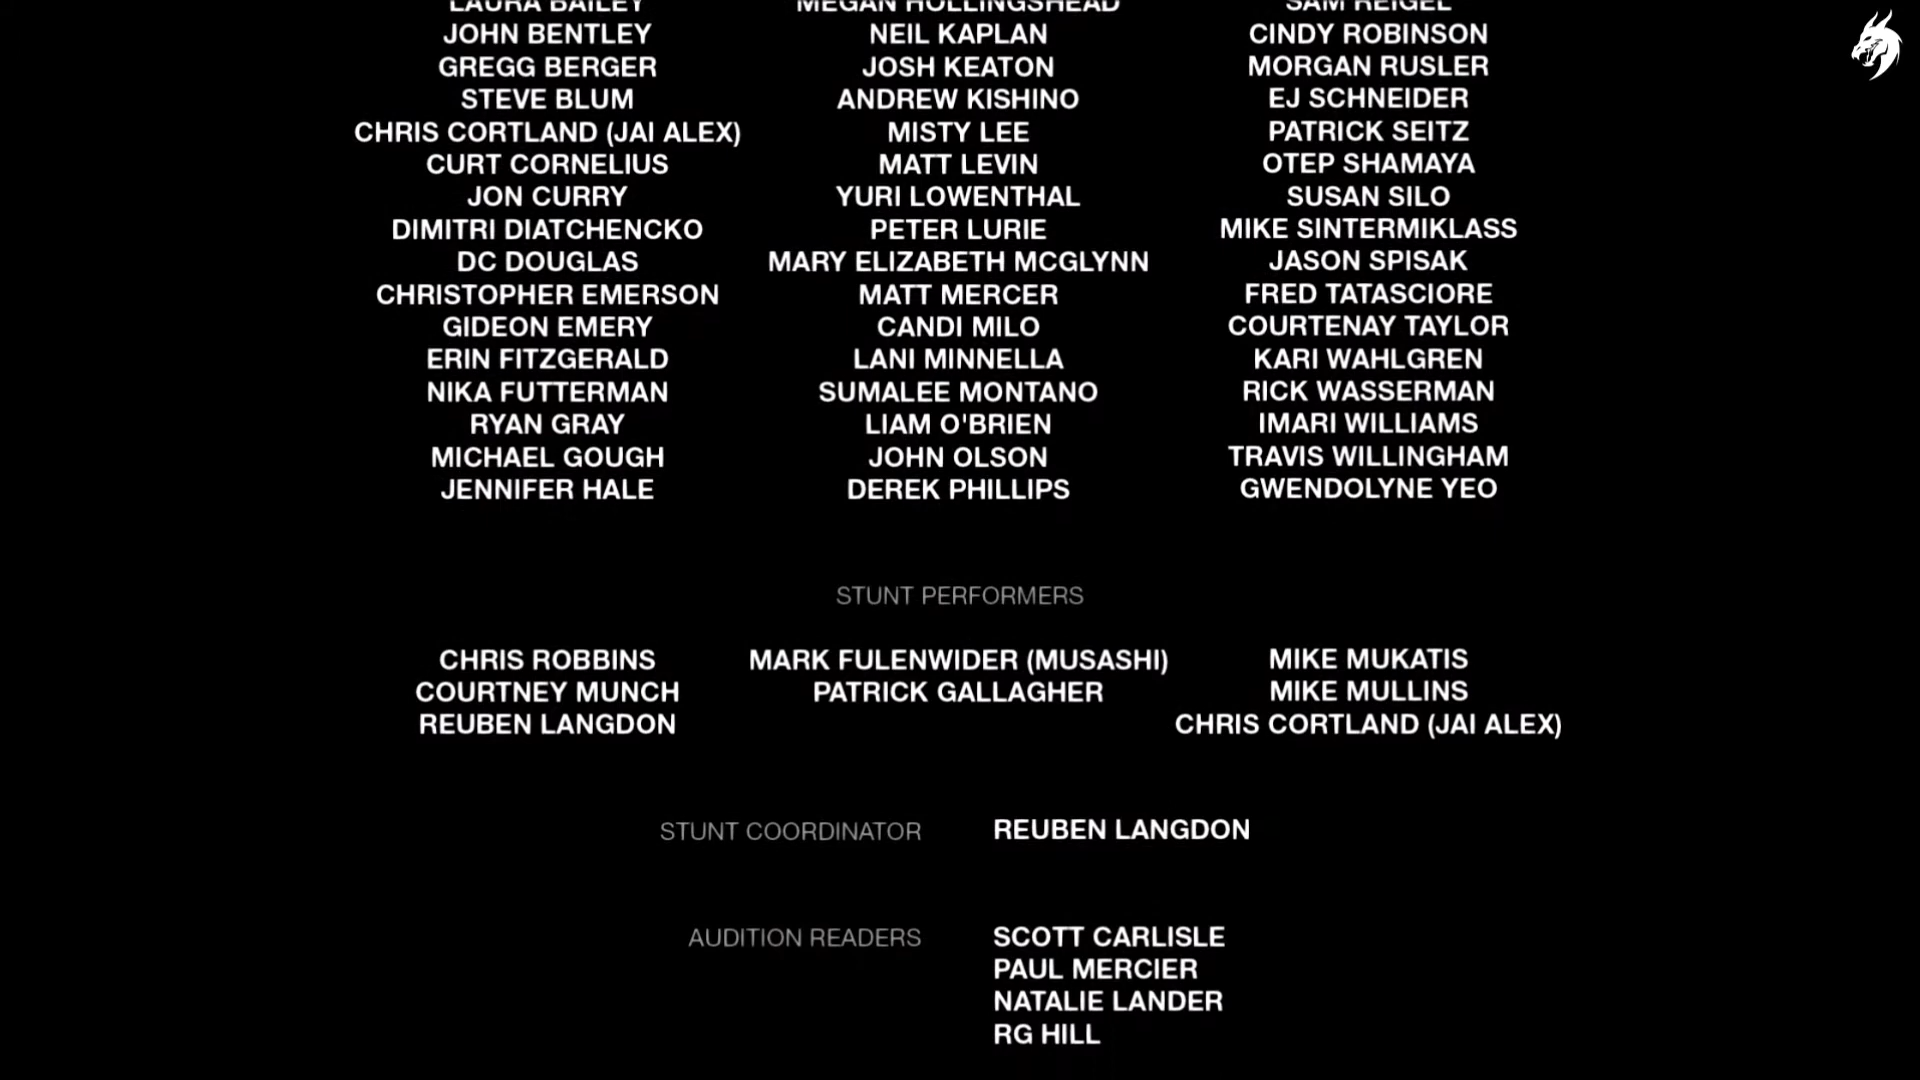 LAURA BAILEY MEGAN HOLLINGSHEAD SAM REIGEL
JOHN BENTLEY NEIL KAPLAN CINDY ROBINSON
GREGG BERGER JOSH KEATON MORGAN RUSLER
STEVE BLUM ANDREW KISHINO EJ SCHNEIDER
CHRIS CORTLAND (JAI ALEX) MISTY LEE PATRICK SEITZ
CURT CORNELIUS MATT LEVIN OTEP SHAMAYA
JON CURRY YURI LOWENTHAL SUSAN SILO
DIMITRI DIATCHENCKO PETER LURIE MIKE SINTERMIKLASS
DC DOUGLAS MARY ELIZABETH MCGLYNN JASON SPISAK
CHRISTOPHER EMERSON MATT MERCER FRED TATASCIORE
GIDEON EMERY CANDI MILO COURTENAY TAYLOR
ERIN FITZGERALD LANI MINNELLA KARI WAHLGREN
NIKA FUTTERMAN SUMALEE MONTANO RICK WASSERMAN
RYAN GRAY LIAM O'BRIEN IMARI WILLIAMS
MICHAEL GOUGH JOHN OLSON TRAVIS WILLINGHAM
JENNIFER HALE DEREK PHILLIPS GWENDOLYNE YEO
STUNT PERFORMERS
CHRIS ROBBINS MARK FULENWIDER (MUSASHI) MIKE MUKATIS
COURTNEY MUNCH PATRICK GALLAGHER MIKE MULLINS
REUBEN LANGDON CHRIS CORTLAND (JAI ALEX)
STUNT COORDINATOR REUBEN LANGDON
AUDITION READERS SCOTT CARLISLE
PAUL MERCIER
NATALIE LANDER
RG HILL